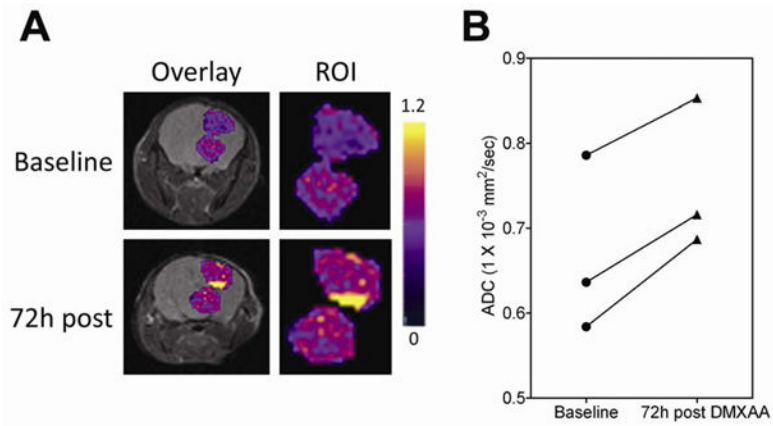 A
Overlay ROI
Baseline
72h post
1.2
0
B
ADC (1 X 10⁻³ mm²/sec)
0.9
0.8
0.7
0.6
0.5
Baseline 72h post DMXAA